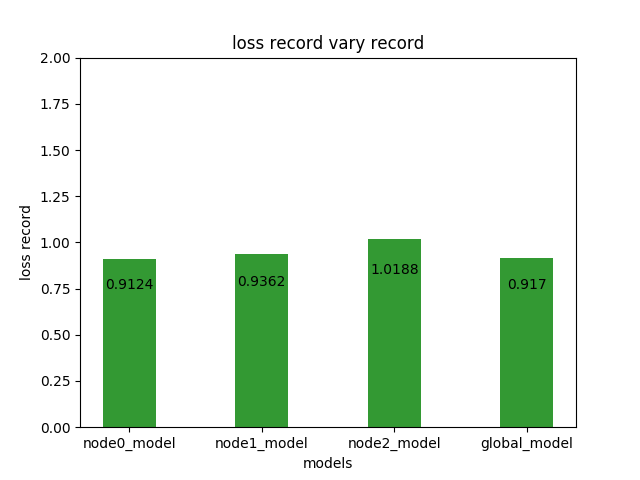 loss record vary record
2.00
1.75
1.50
1.25
1.00
0.75
0.50
0.25
0.00
loss record
0.9124
0.9362
1.0188
0.917
node0_model
node1_model
node2_model
global_model
models